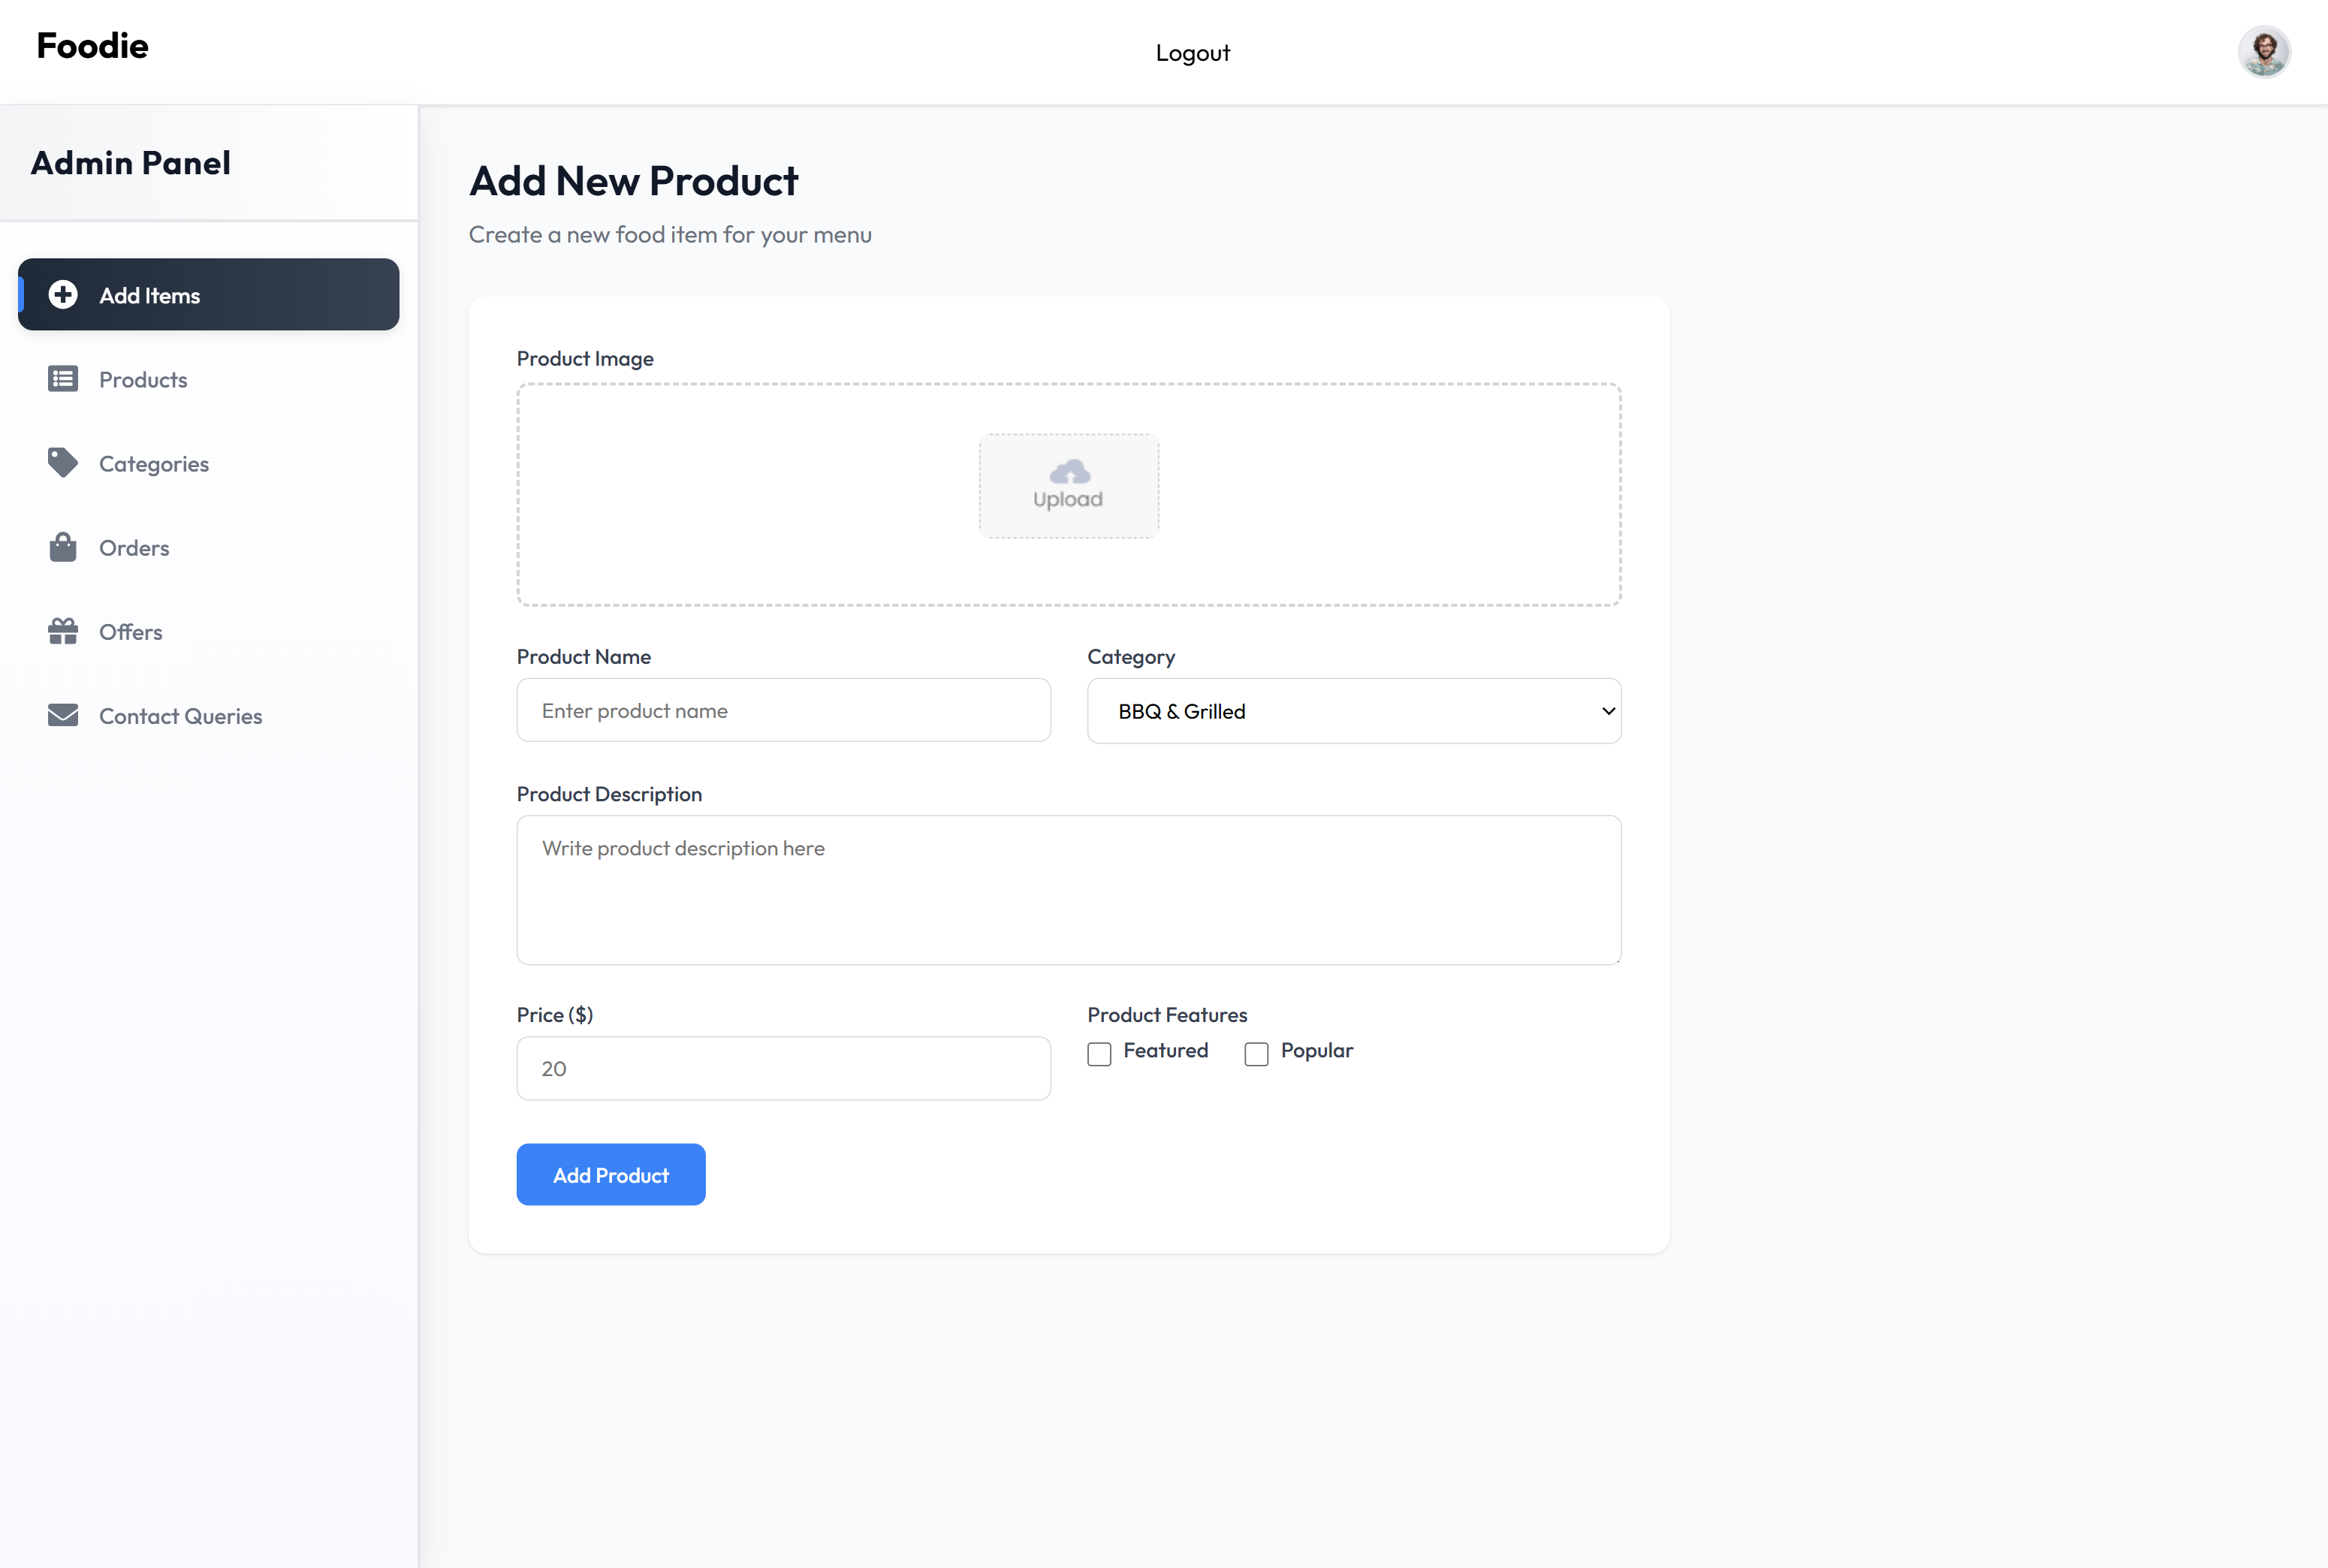 Foodie
Logout
Admin Panel
Add Items
Products
Categories
Orders
Offers
Contact Queries
Add New Product
Create a new food item for your menu
Product Image
Upload
Product Name
Category
Enter product name
BBQ & Grilled
Product Description
Write product description here
Price ($)
Product Features
20
Featured
Popular
Add Product